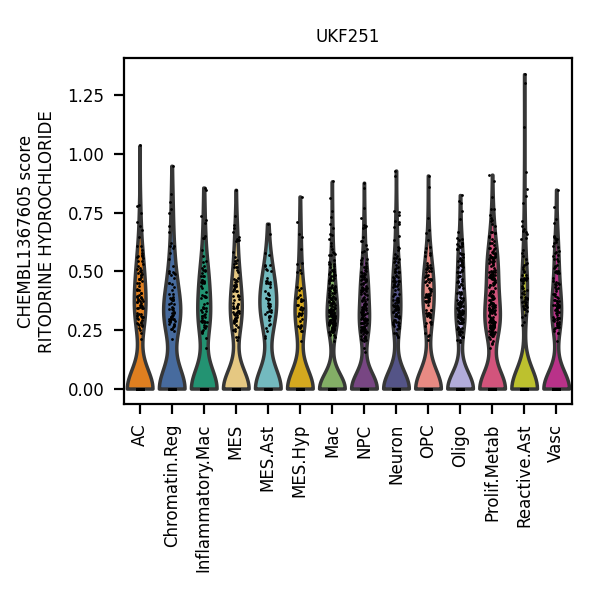 UKF251
CHEMBL1367605 score
RITODRINE HYDROCHLORIDE
1.25
1.00
0.75
0.50
0.25
0.00
AC
Chromatin.Reg
Inflammatory.Mac
MES
MES.Ast
MES.Hyp
Mac
NPC
Neuron
OPC
Oligo
Prolif.Metab
Reactive.Ast
Vasc